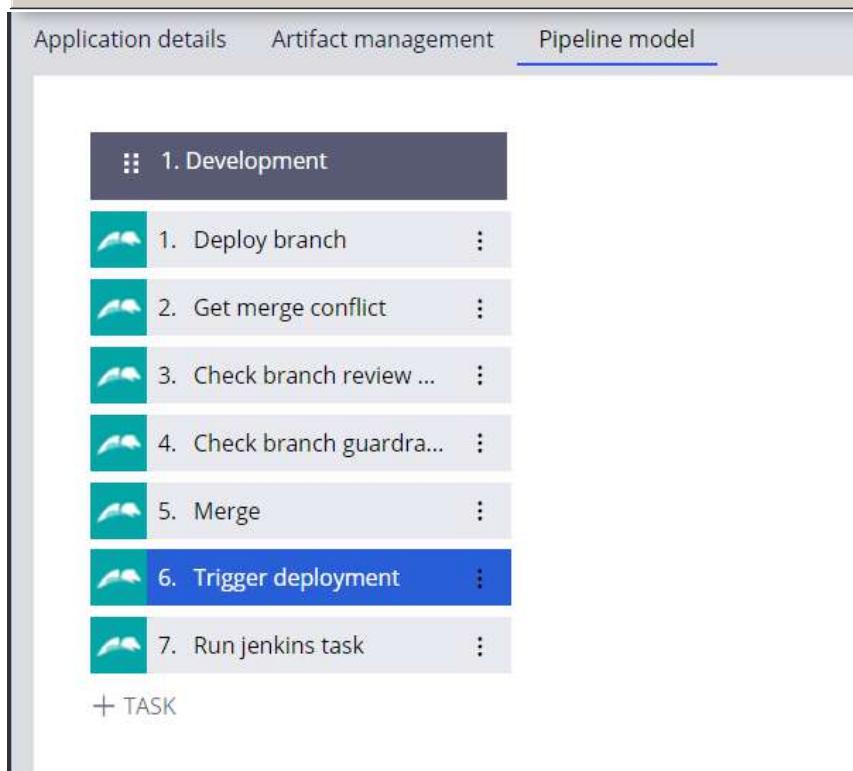 Application details Artifact management Pipeline model
1. Development
1. Deploy branch
2. Get merge conflict
3. Check branch review ...
4. Check branch guardra...
5. Merge
6. Trigger deployment
7. Run jenkins task
+ TASK